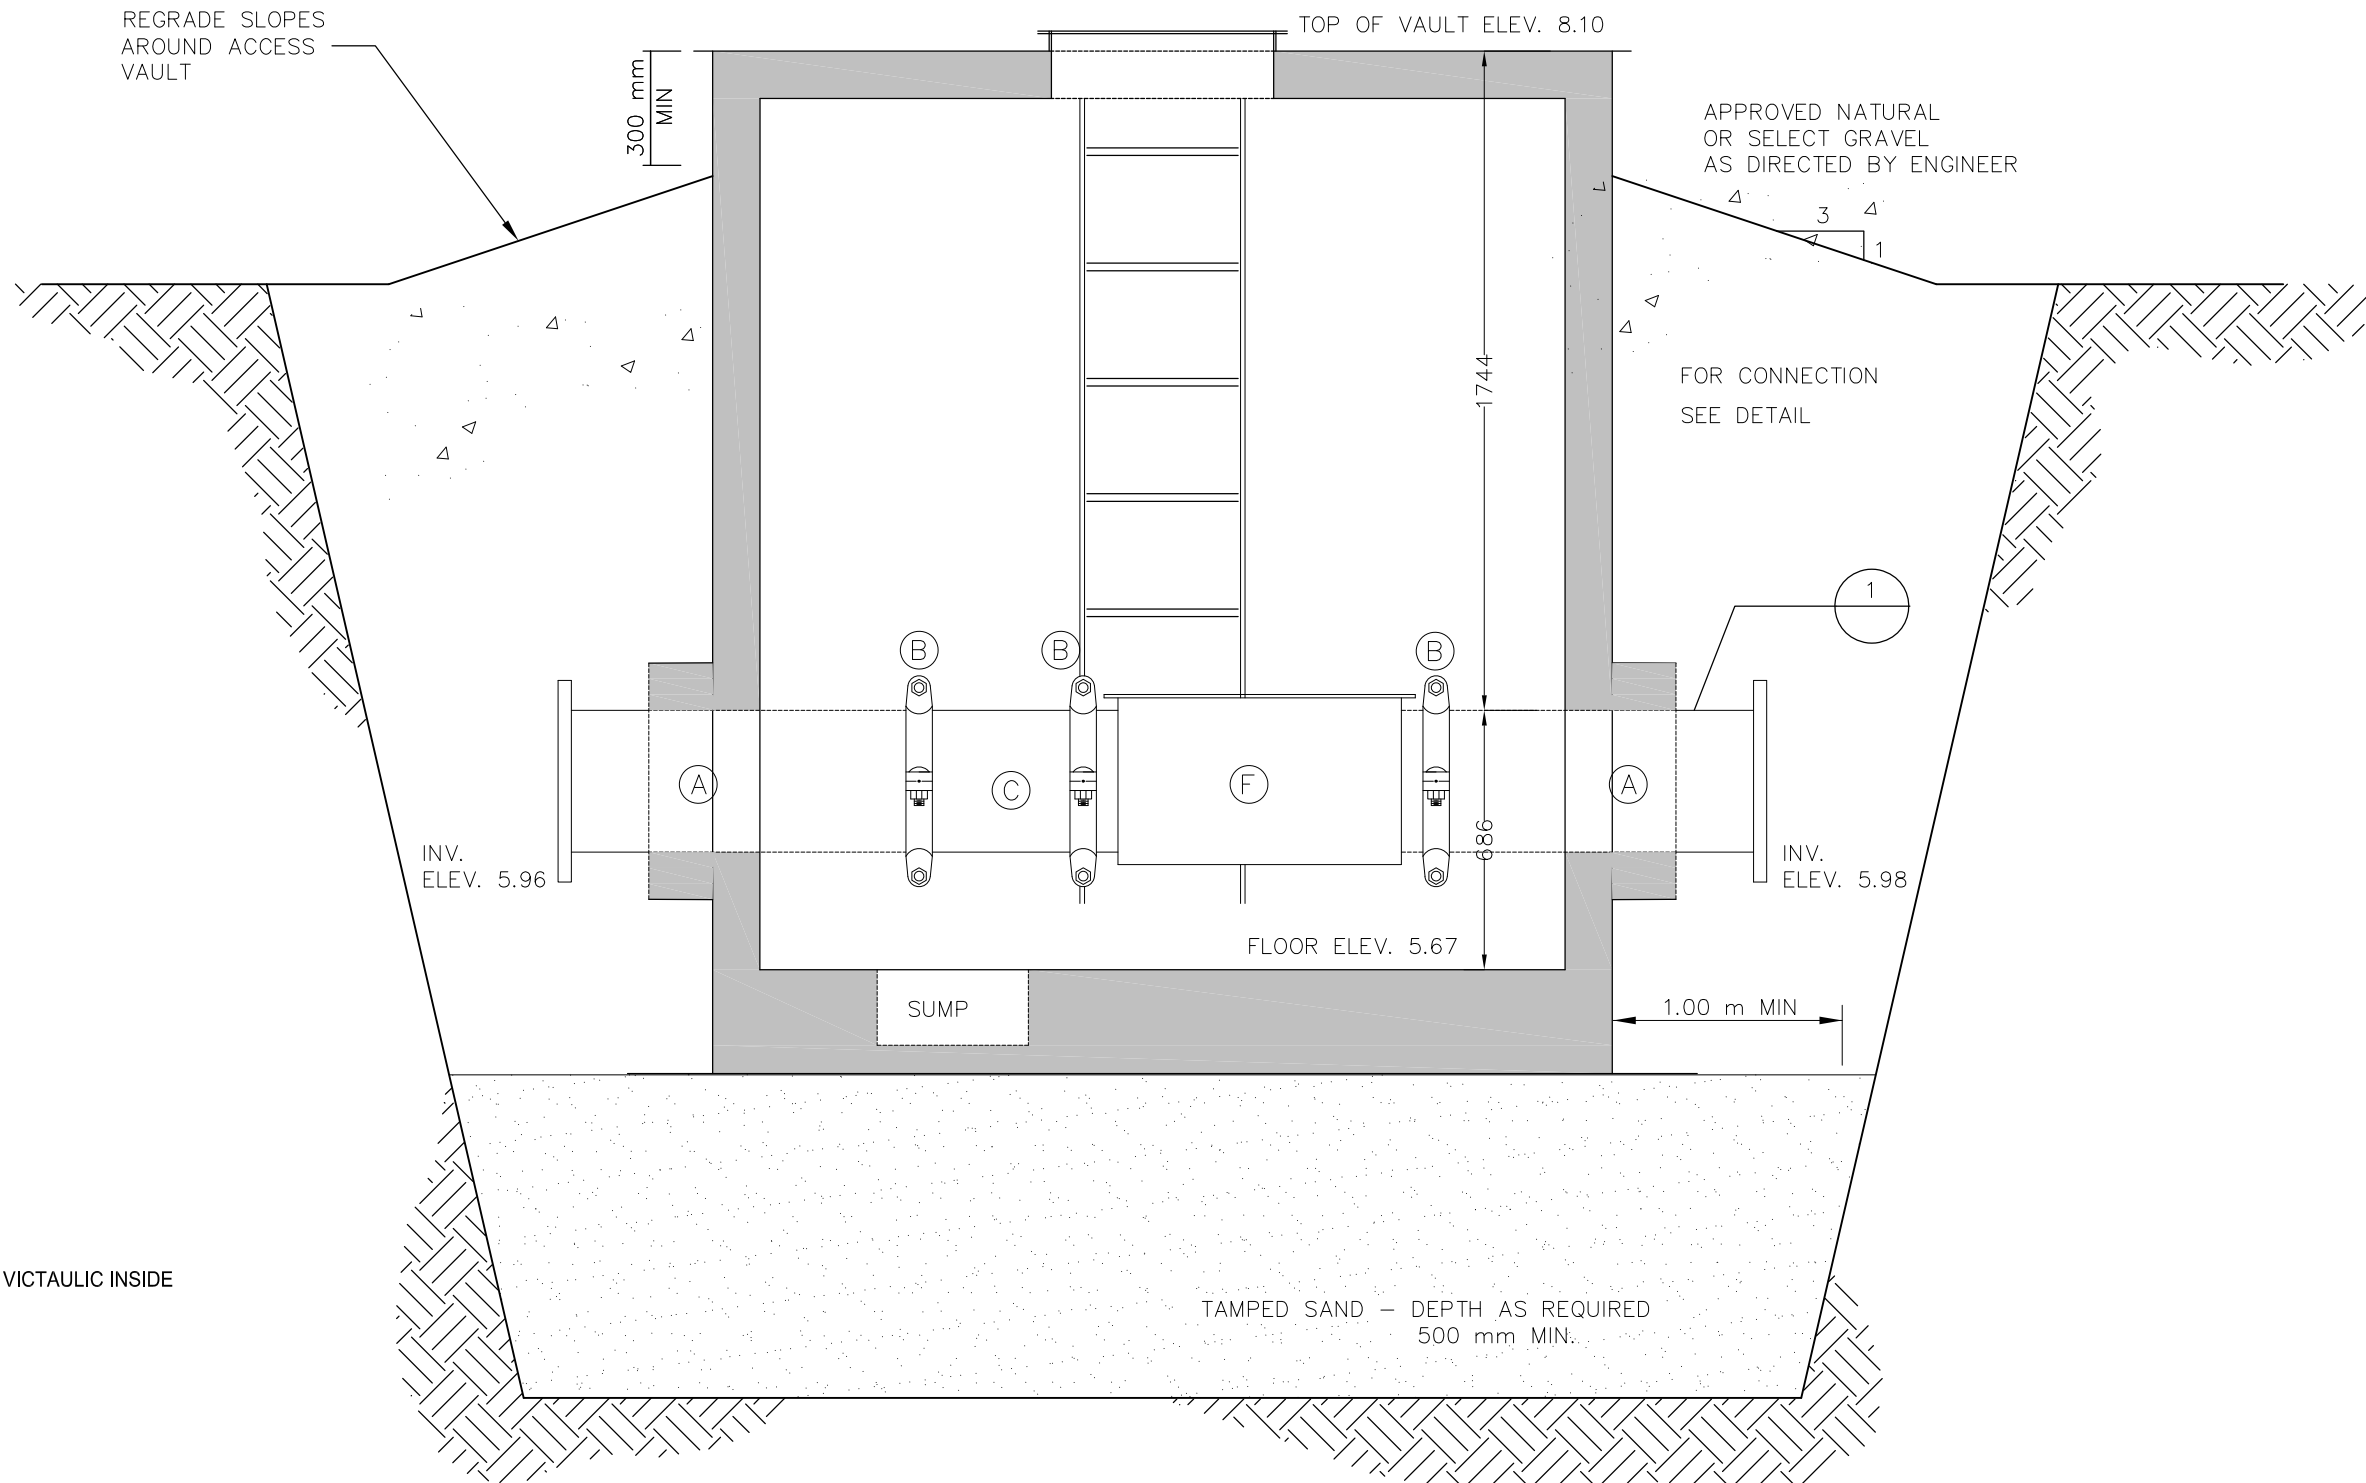 REGRADE SLOPES
AROUND ACCESS
VAULT
TOP OF VAULT ELEV. 8.10
300 mm
MIN
APPROVED NATURAL
OR SELECT GRAVEL
AS DIRECTED BY ENGINEER
3
1
1744
FOR CONNECTION
SEE DETAIL
1
B
B
B
A
C
F
A
686
INV.
ELEV. 5.96
INV.
ELEV. 5.98
FLOOR ELEV. 5.67
SUMP
1.00 m MIN
VICTAULIC INSIDE
TAMPED SAND – DEPTH AS REQUIRED
500 mm MIN.